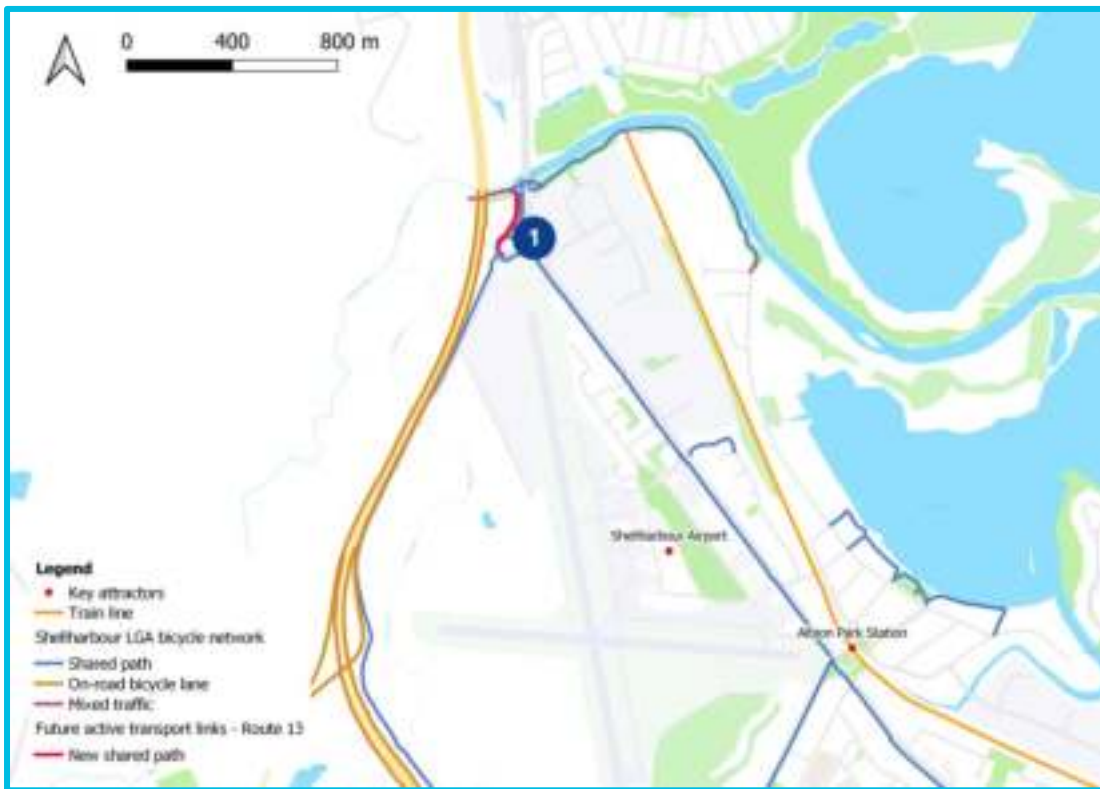 0 400 800 m
1
Shellharbour Airport
Albion Park Station
Legend
Key attractors
Train line
Shellharbour LGA bicycle network
Shared path
On-road bicycle lane
Mixed traffic
Future active transport links - Route 13
New shared path